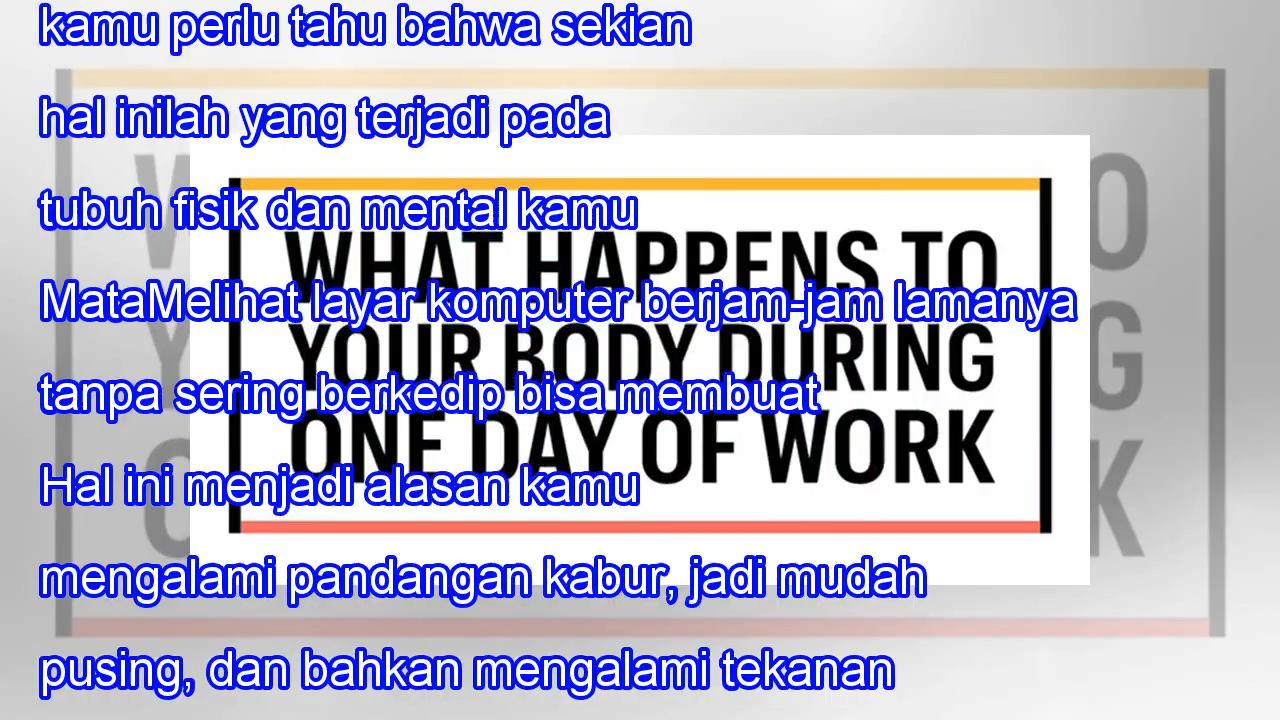 kamu perlu tahu bahwa sekian
hal inilah yang terjadi pada
tubuh fisik dan mental kamu
MataMelihat layar komputer berjam-jam lamanya
tanpa sering berkedip bisa membuat
Hal ini menjadi alasan kamu
mengalami pandangan kabur, jadi mudah
pusing, dan bahkan mengalami tekanan
WHAT HAPPENS TO
YOUR BODY DURING
ONE DAY OF WORK